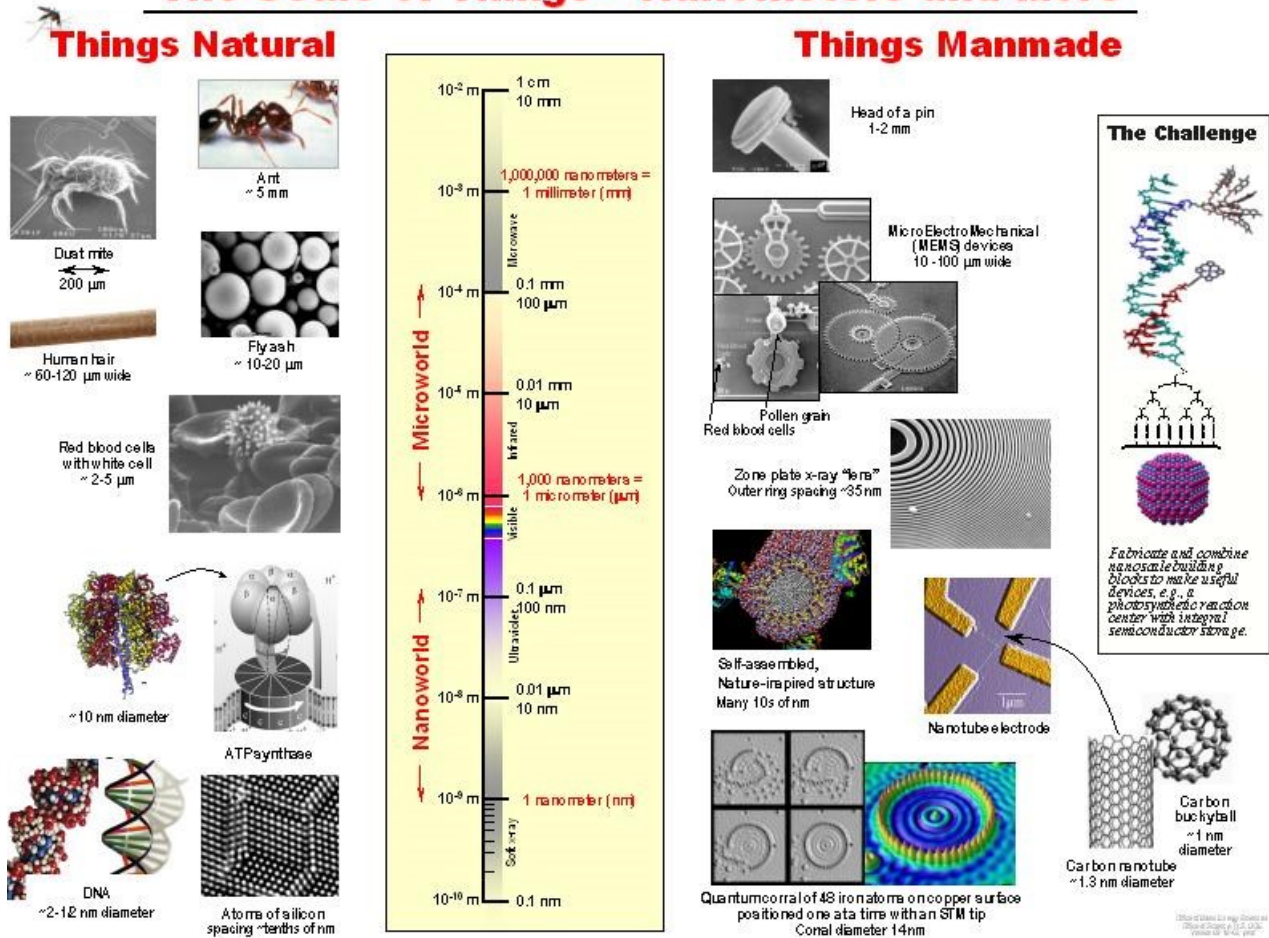 Things Natural
Things Manmade
Dust mite
200 µm
Ant
~ 5 mm
Human hair
~ 60-120 µm wide
Fly ash
~ 10-20 µm
Red blood cells
with white cell
~ 2-5 µm
~10 nm diameter
ATP synthase
DNA
~2-1/2 nm diameter
Atoms of silicon
spacing ~tenths of nm
Microworld
Nanoworld
10-2 m
1 cm
10 mm
1,000,000 nanometers =
10-3 m
1 millimeter (mm)
Microwave
10-4 m
0.1 mm
100 µm
10-5 m
0.01 mm
10 µm
Infrared
1,000 nanometers =
10-6 m
1 micrometer (µm)
Visible
10-7 m
0.1 µm
100 nm
Ultraviolet
10-8 m
0.01 µm
10 nm
10-9 m
1 nanometer (nm)
Soft x-ray
10-10 m
0.1 nm
Head of a pin
1-2 mm
MicroElectroMechanical
(MEMS) devices
10 -100 µm wide
Pollen grain
Red blood cells
Zone plate x-ray “lens”
Outer ring spacing ~35 nm
Self-assembled,
Nature-inspired structure
Many 10s of nm
1µm
Nanotube electrode
Quantum corral of 48 iron atoms on copper surface
positioned one at a time with an STM tip
Corral diameter 14 nm
Carbon nanotube
~1.3 nm diameter
Carbon
buckyball
~1 nm
diameter
The Challenge
Fabricate and combine
nanoscale building
blocks to make useful
devices, e.g., a
photosynthetic reaction
center with integral
semiconductor storage.